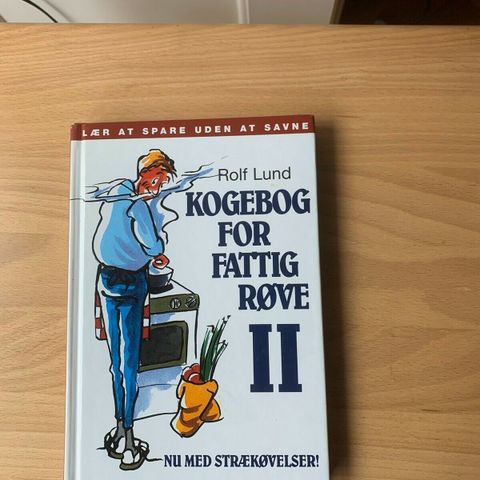 LÆR AT SPARE UDEN AT SAVNE
Rolf Lund
KOGEBOG
FOR
FATTIG
RØVE
II
NU MED STRÆKØVELSER!